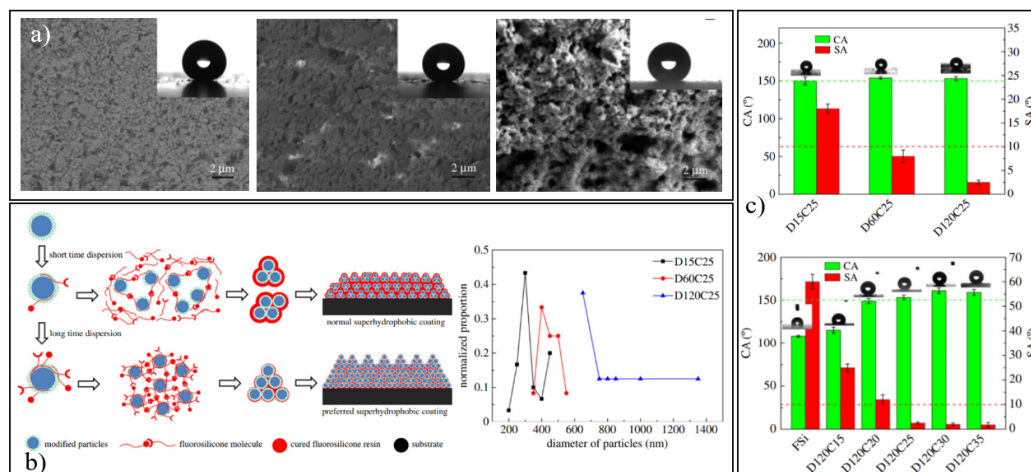 a)
2 μm
2 μm
2 μm
short time dispersion
normal superhydrophobic coating
long time dispersion
preferred superhydrophobic coating
modified particles
fluorosilicone molecule
cured fluorosilicone resin
substrate
b)
normalized proportion
0.5
0.4
0.3
0.2
0.1
0
D15C25
D60C25
D120C25
200 400 600 800 1000 1200 1400
diameter of particles (nm)
c)
CA
SA
CA (°)
200
150
100
50
0
SA (°)
35
30
25
20
15
10
5
0
D15C25
D60C25
D120C25
CA
SA
CA (°)
200
150
100
50
0
SA (°)
70
60
50
40
30
20
10
0
FSi
D120C15
D120C20
D120C25
D120C30
D120C35